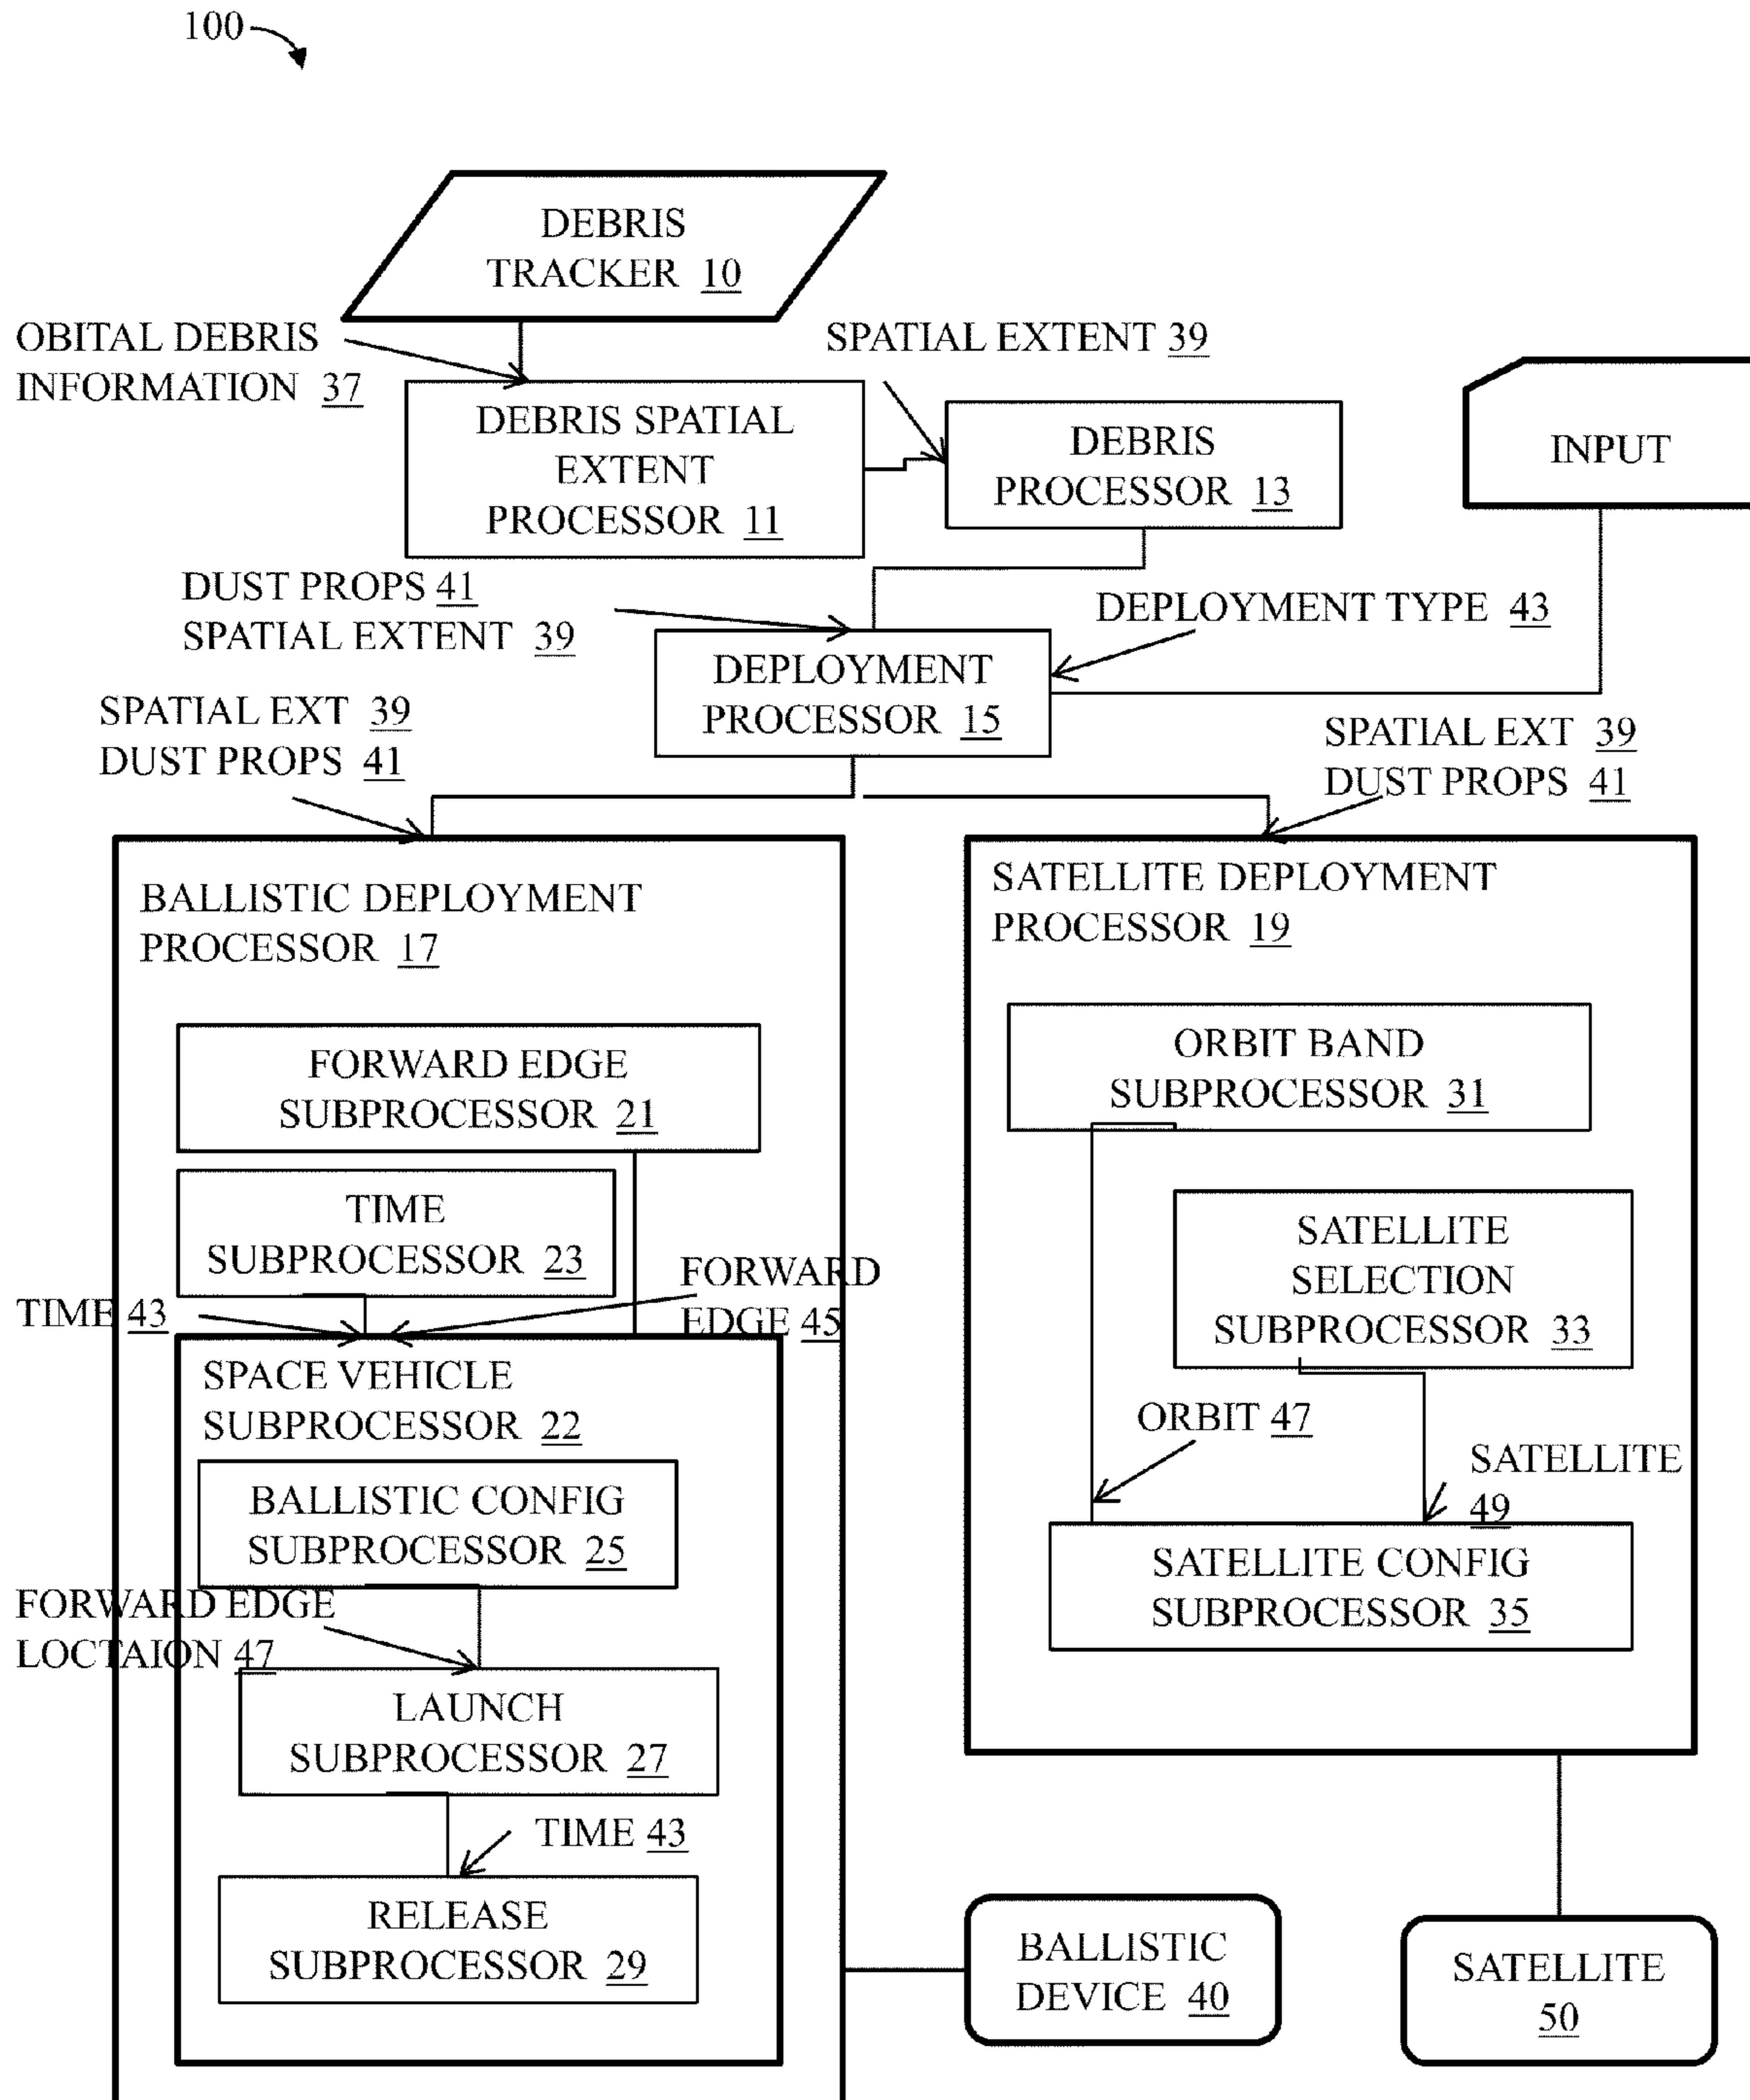 100
DEBRIS
TRACKER 10
OBITAL DEBRIS
INFORMATION 37
SPATIAL EXTENT 39
DEBRIS SPATIAL
EXTENT
PROCESSOR 11
DEBRIS
PROCESSOR 13
INPUT
DUST PROPS 41
SPATIAL EXTENT 39
DEPLOYMENT TYPE 43
DEPLOYMENT
PROCESSOR 15
SPATIAL EXT 39
DUST PROPS 41
SPATIAL EXT 39
DUST PROPS 41
BALLISTIC DEPLOYMENT
PROCESSOR 17
FORWARD EDGE
SUBPROCESSOR 21
TIME
SUBPROCESSOR 23
TIME 43
FORWARD
EDGE 45
SPACE VEHICLE
SUBPROCESSOR 22
BALLISTIC CONFIG
SUBPROCESSOR 25
FORWARD EDGE
LOCTAION 47
LAUNCH
SUBPROCESSOR 27
TIME 43
RELEASE
SUBPROCESSOR 29
SATELLITE DEPLOYMENT
PROCESSOR 19
ORBIT BAND
SUBPROCESSOR 31
SATELLITE
SELECTION
SUBPROCESSOR 33
ORBIT 47
SATELLITE
49
SATELLITE CONFIG
SUBPROCESSOR 35
BALLISTIC
DEVICE 40
SATELLITE
50